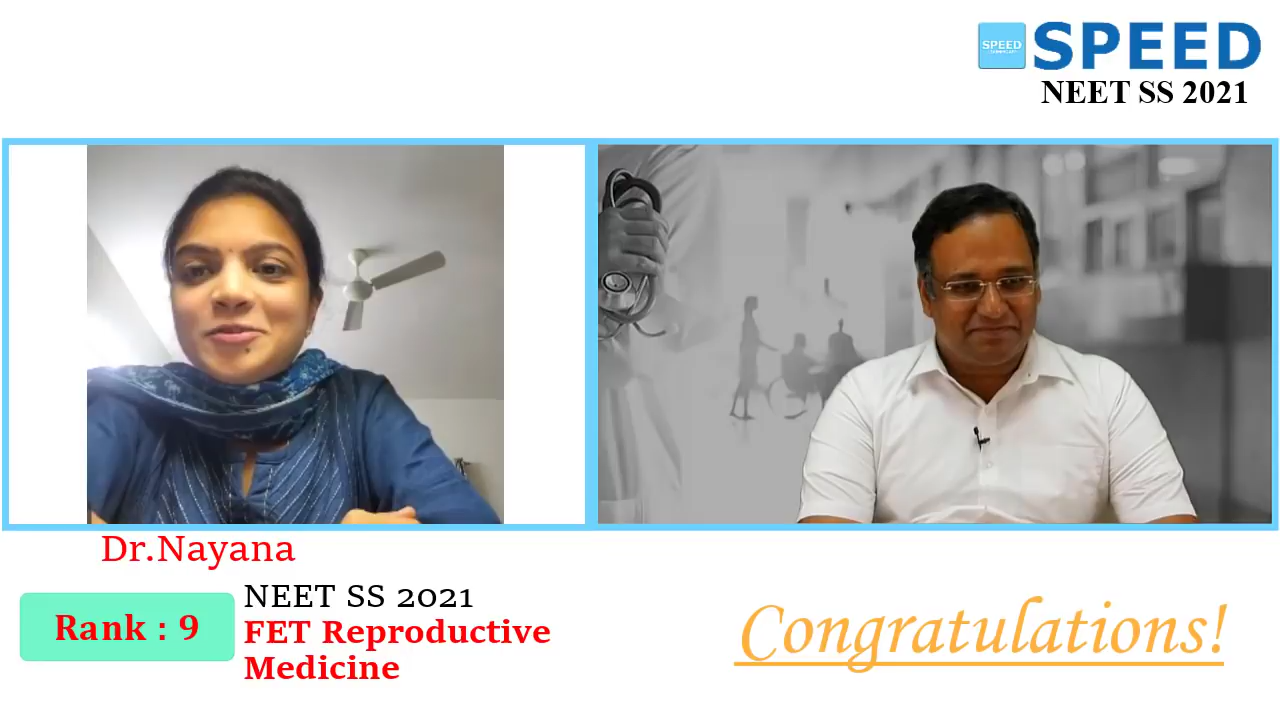 SPEED
SPEED
NEET SS 2021
Dr.Nayana
Rank : 9
NEET SS 2021
FET Reproductive
Medicine
Congratulations!